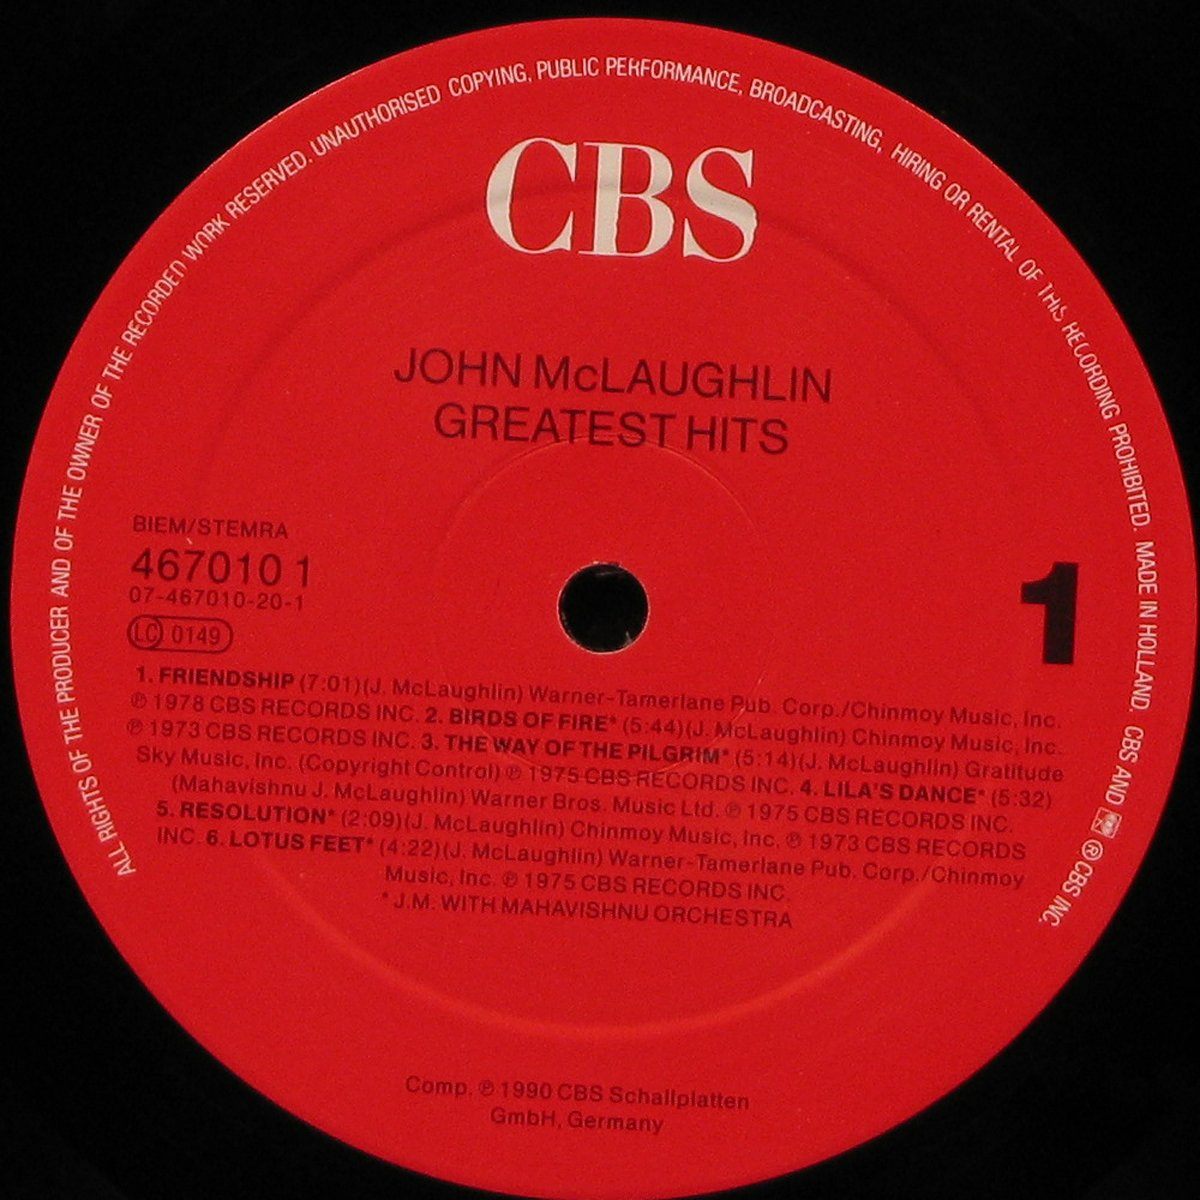 ALL RIGHTS OF THE PRODUCER AND OF THE OWNER OF THE RECORDED WORK RESERVED. UNAUTHORISED COPYING, PUBLIC PERFORMANCE, BROADCASTING, HIRING OR RENTAL OF THIS RECORDING PROHIBITED. MADE IN HOLLAND. CBS AND ® CBS INC.
CBS
JOHN McLAUGHLIN
GREATEST HITS
BIEM/STEMRA
467010 1
07-467010-20-1
LC 0149
1
1. FRIENDSHIP (7:01)(J. McLaughlin) Warner-Tamerlane Pub. Corp./Chinmoy Music, Inc.
℗ 1978 CBS RECORDS INC. 2. BIRDS OF FIRE* (5:44)(J. McLaughlin) Chinmoy Music, Inc.
℗ 1973 CBS RECORDS INC. 3. THE WAY OF THE PILGRIM* (5:14)(J. McLaughlin) Gratitude
Sky Music, Inc. (Copyright Control) ℗ 1975 CBS RECORDS INC. 4. LILA'S DANCE* (5:32)
(Mahavishnu J. McLaughlin) Warner Bros. Music Ltd. ℗ 1975 CBS RECORDS INC.
5. RESOLUTION* (2:09)(J. McLaughlin) Chinmoy Music, Inc. ℗ 1973 CBS RECORDS
INC. 6. LOTUS FEET* (4:22)(J. McLaughlin) Warner-Tamerlane Pub. Corp./Chinmoy
Music, Inc. ℗ 1975 CBS RECORDS INC.
* J.M. WITH MAHAVISHNU ORCHESTRA
Comp. ℗ 1990 CBS Schallplatten
GmbH, Germany